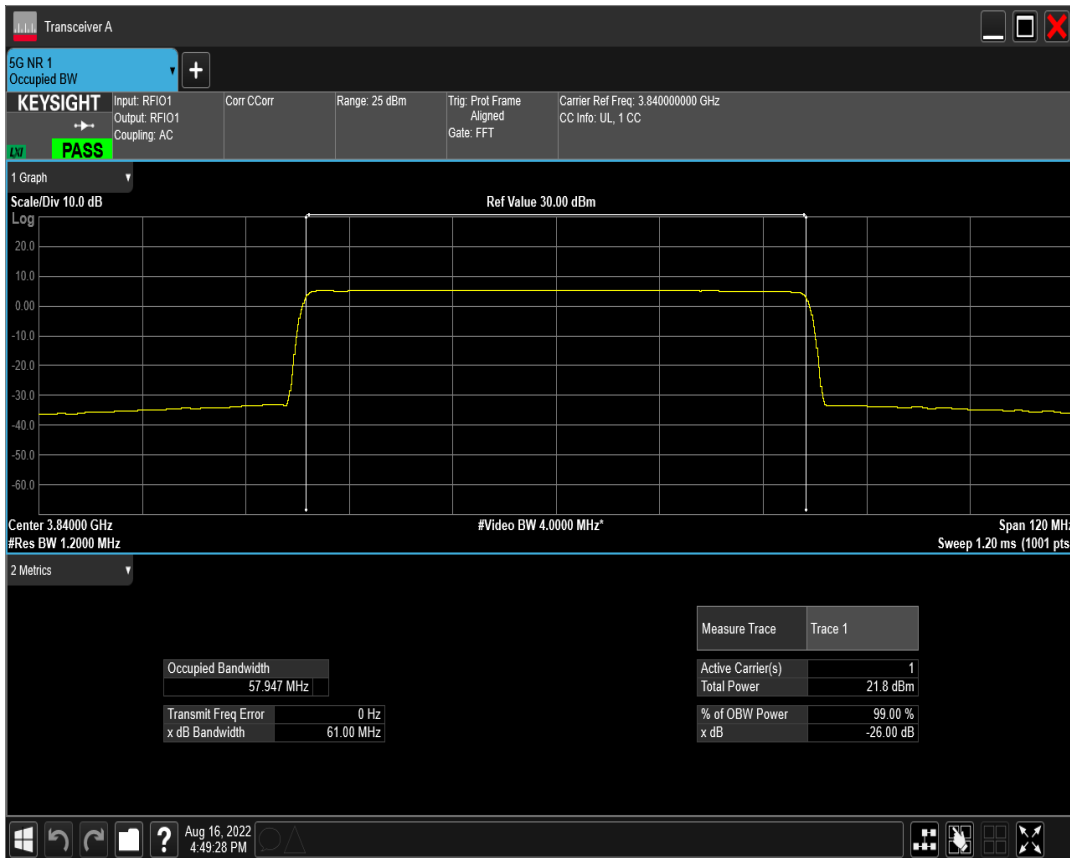 Transceiver A
5G NR 1
Occupied BW
+
KEYSIGHT
LXI
PASS
Input: RFIO1
Output: RFIO1
Coupling: AC
Corr CCorr
Range: 25 dBm
Trig: Prot Frame
Aligned
Gate: FFT
Carrier Ref Freq: 3.840000000 GHz
CC Info: UL, 1 CC
1 Graph
Scale/Div 10.0 dB
Ref Value 30.00 dBm
Log
20.0
10.0
0.00
-10.0
-20.0
-30.0
-40.0
-50.0
-60.0
Center 3.84000 GHz
#Video BW 4.0000 MHz*
Span 120 MHz
#Res BW 1.2000 MHz
Sweep 1.20 ms (1001 pts
2 Metrics
Measure Trace Trace 1
Occupied Bandwidth
57.947 MHz
Active Carrier(s) 1
Total Power 21.8 dBm
Transmit Freq Error 0 Hz
x dB Bandwidth 61.00 MHz
% of OBW Power 99.00 %
x dB -26.00 dB
?
Aug 16, 2022
4:49:28 PM